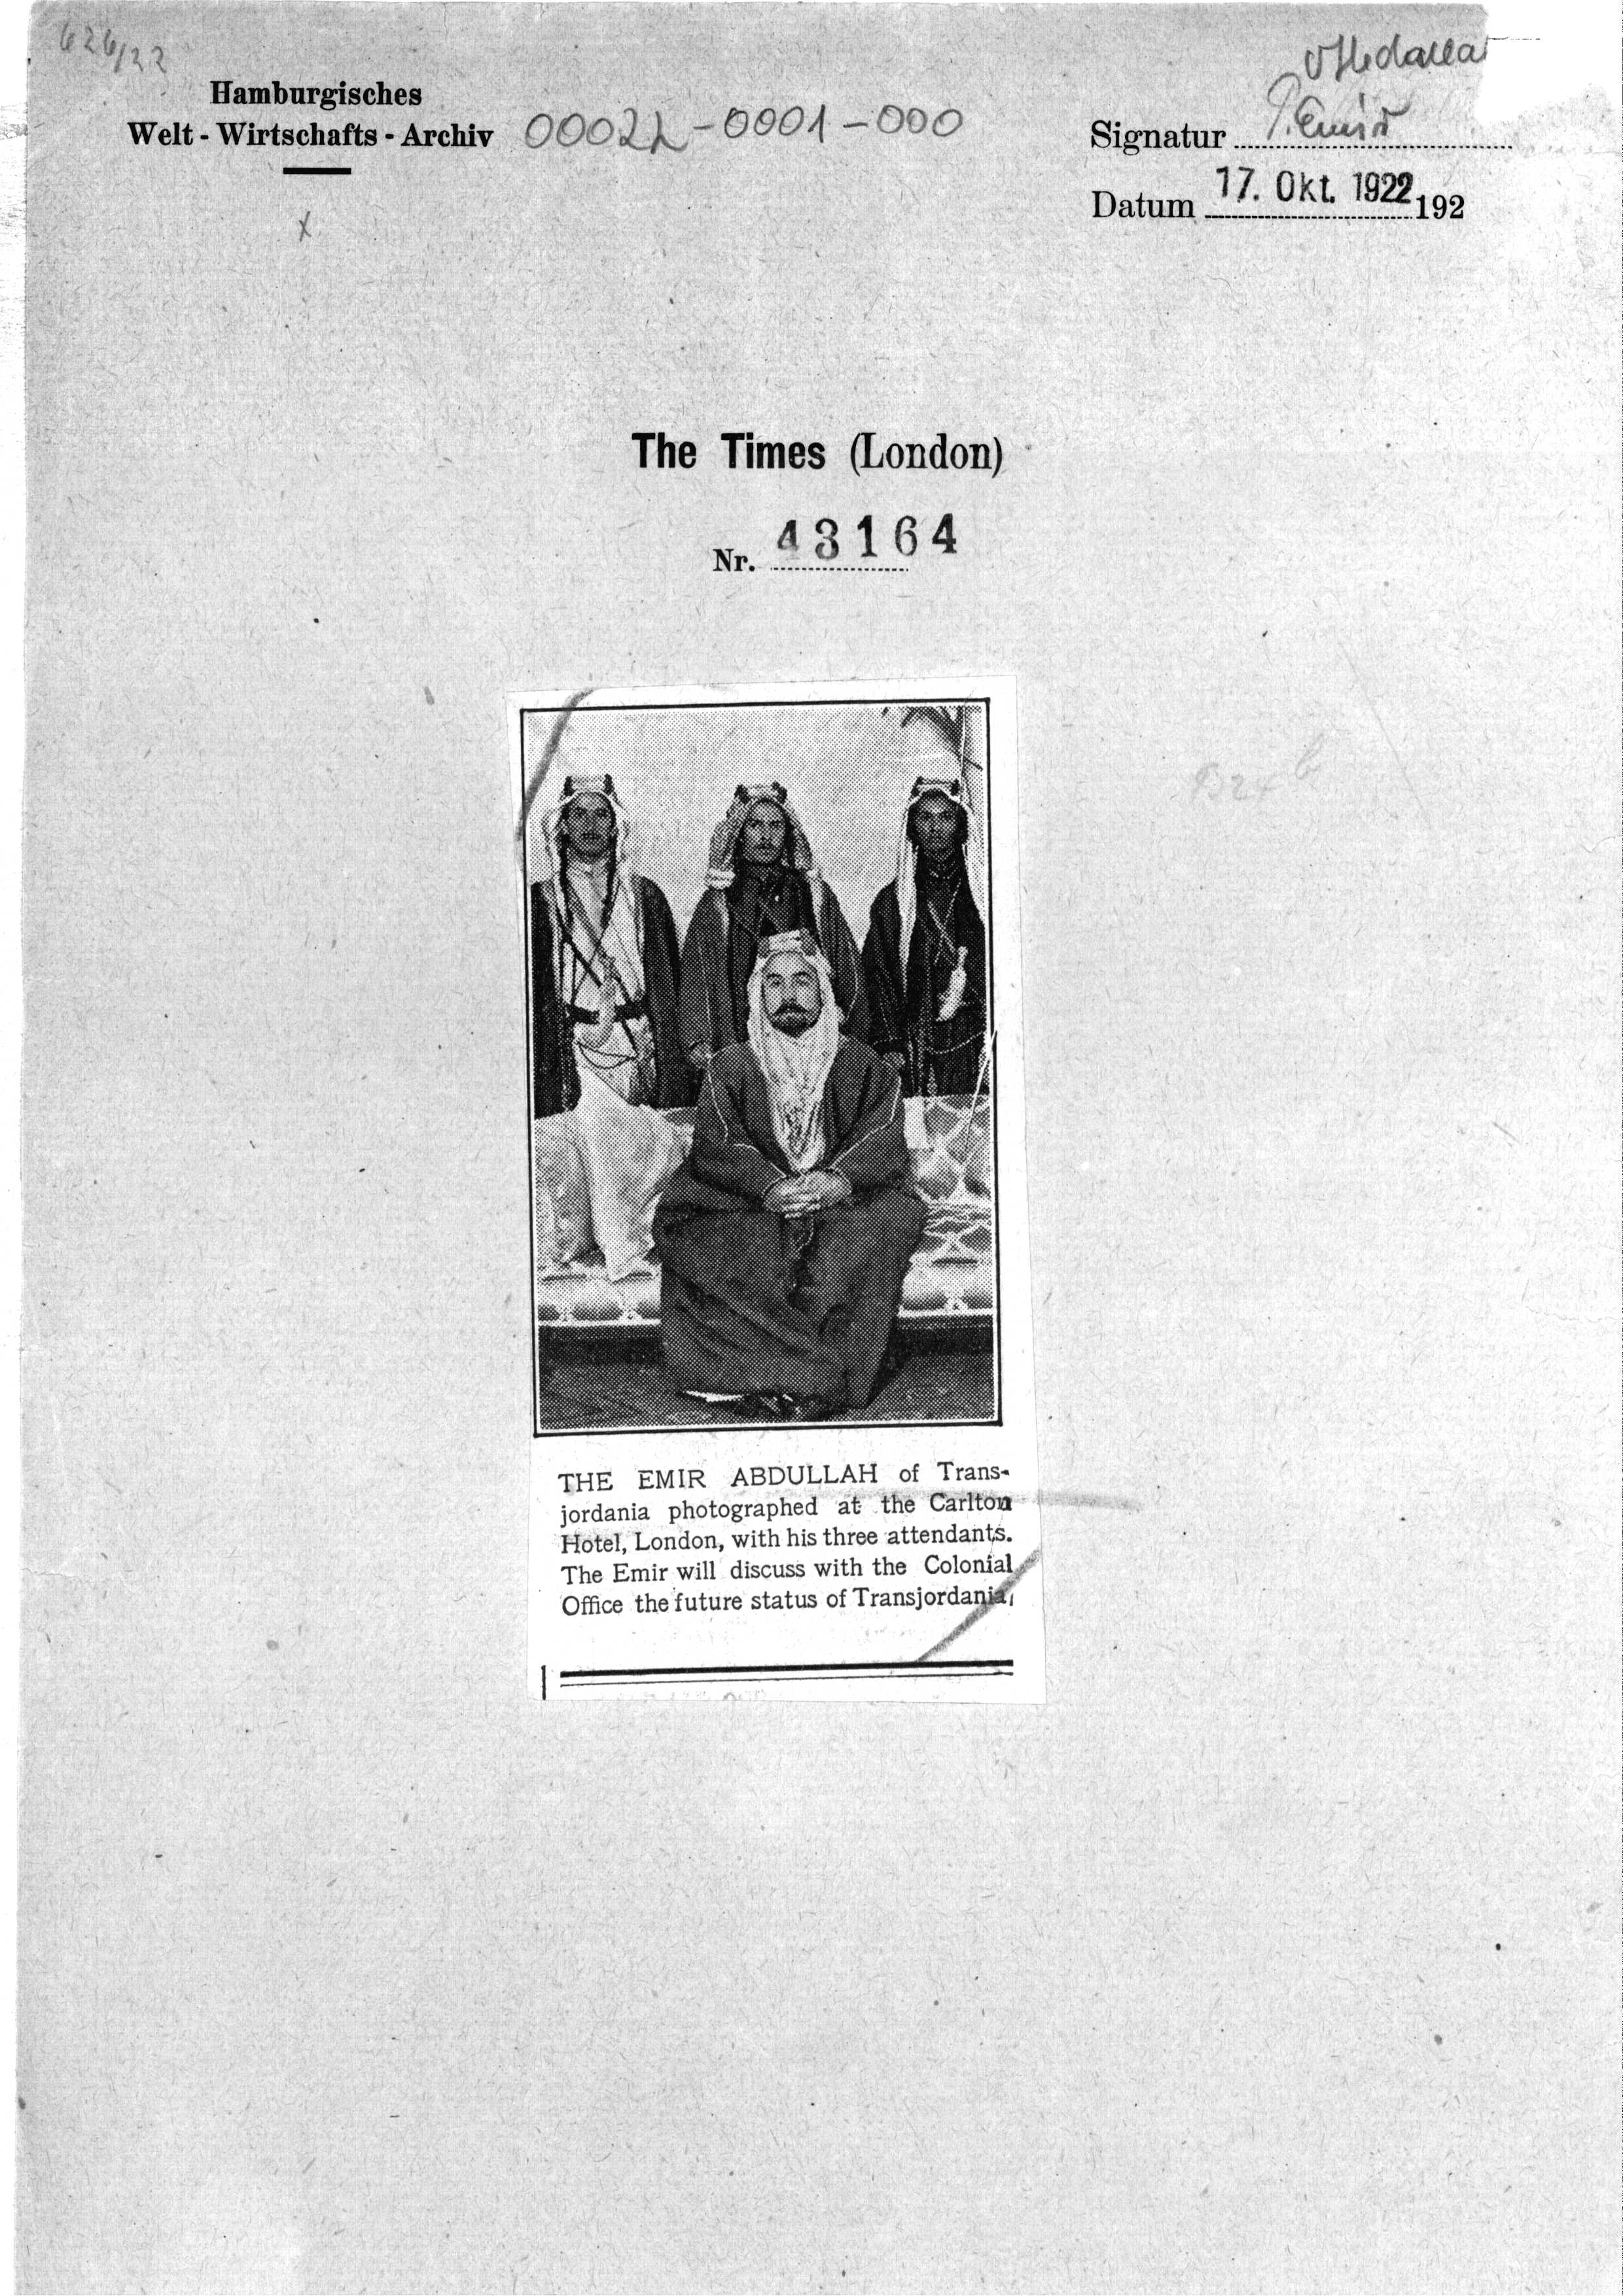 626/22
Hamburgisches
Welt - Wirtschafts - Archiv
00022-0001-000
Abdallah
Signatur P. Emir
Datum 17. Okt. 1922 192
x
The Times (London)
Nr. 43164
THE EMIR ABDULLAH of Trans-
jordania photographed at the Carlton
Hotel, London, with his three attendants.
The Emir will discuss with the Colonial
Office the future status of Transjordania.